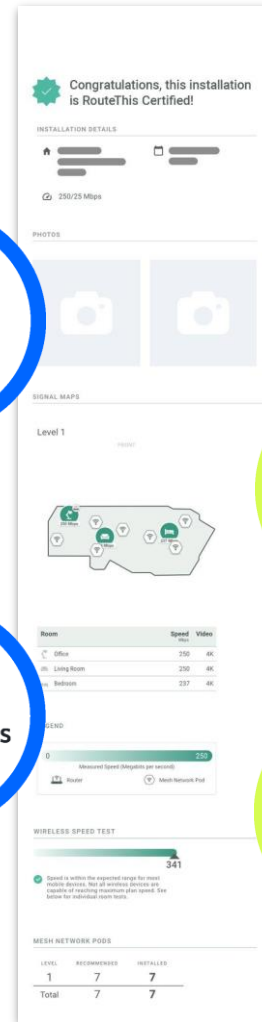 Congratulations, this installation
is RouteThis Certified!
INSTALLATION DETAILS
250/25 Mbps
PHOTOS
SIGNAL MAPS
Level 1
Room Speed Mbps Video
Office 250 4K
Living Room 250 4K
Bedroom 237 4K
s
0 250
Measured Speed (Megabits per second)
Router Mesh Network Pod
WIRELESS SPEED TEST
341
Speed is within the expected range for most
mobile devices. Not all wireless devices are
capable of reaching maximum plan speed. See
below for individual room tests.
MESH NETWORK PODS
LEVEL RECOMMENDED INSTALLED
1 7 7
Total 7 7